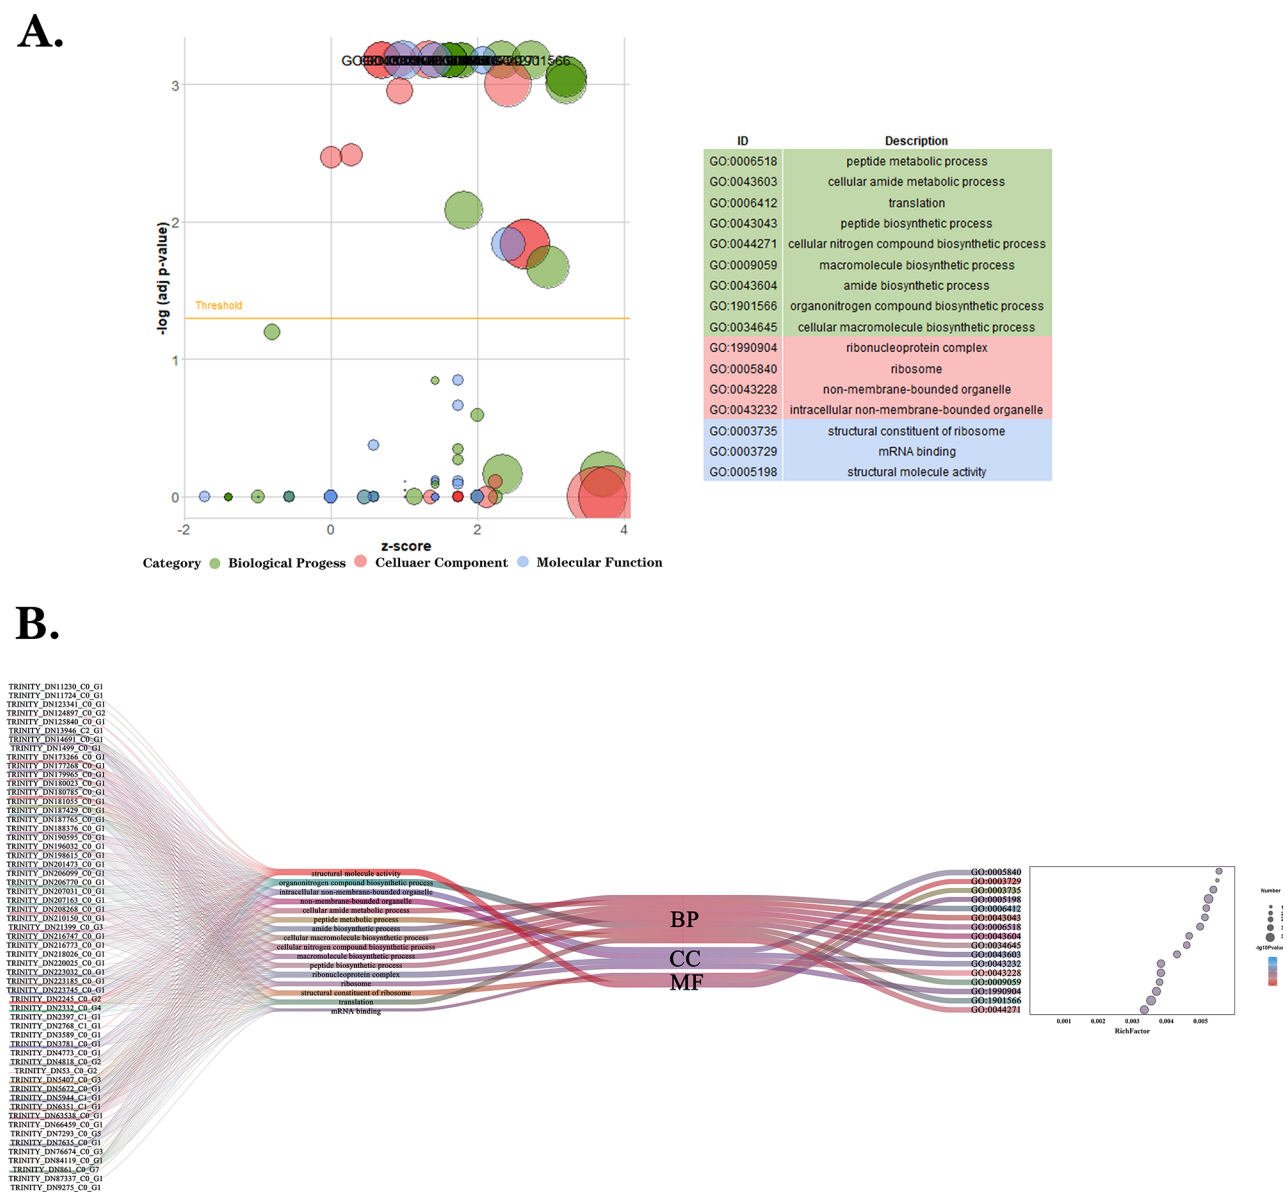 A.
3
2
1
0
-log (adj p-value)
Threshold
-2
0
2
4
z-score
Category Biological Progess Celluaer Component Molecular Function
ID Description
GO:0006518 peptide metabolic process
GO:0043603 cellular amide metabolic process
GO:0006412 translation
GO:0043043 peptide biosynthetic process
GO:0044271 cellular nitrogen compound biosynthetic process
GO:0009059 macromolecule biosynthetic process
GO:0043604 amide biosynthetic process
GO:1901566 organonitrogen compound biosynthetic process
GO:0034645 cellular macromolecule biosynthetic process
GO:1990904 ribonucleoprotein complex
GO:0005840 ribosome
GO:0043228 non-membrane-bounded organelle
GO:0043232 intracellular non-membrane-bounded organelle
GO:0003735 structural constituent of ribosome
GO:0003729 mRNA binding
GO:0005198 structural molecule activity
B.
TRINITY_DN11230_C0_G1
TRINITY_DN11724_C0_G1
TRINITY_DN123341_C0_G1
TRINITY_DN124897_C0_G2
TRINITY_DN125840_C0_G1
TRINITY_DN13946_C2_G1
TRINITY_DN14691_C0_G1
TRINITY_DN1499_C0_G1
TRINITY_DN173266_C0_G1
TRINITY_DN177268_C0_G1
TRINITY_DN179965_C0_G1
TRINITY_DN180023_C0_G1
TRINITY_DN180785_C0_G1
TRINITY_DN181055_C0_G1
TRINITY_DN187429_C0_G1
TRINITY_DN187765_C0_G1
TRINITY_DN188376_C0_G1
TRINITY_DN190595_C0_G1
TRINITY_DN196032_C0_G1
TRINITY_DN198615_C0_G1
TRINITY_DN201473_C0_G1
TRINITY_DN206099_C0_G1
TRINITY_DN206770_C0_G1
TRINITY_DN207031_C0_G1
TRINITY_DN207163_C0_G1
TRINITY_DN208268_C0_G1
TRINITY_DN210150_C0_G1
TRINITY_DN21399_C0_G3
TRINITY_DN216747_C0_G1
TRINITY_DN216773_C0_G1
TRINITY_DN218026_C0_G1
TRINITY_DN220025_C0_G1
TRINITY_DN223032_C0_G1
TRINITY_DN223185_C0_G1
TRINITY_DN223745_C0_G1
TRINITY_DN2245_C0_G2
TRINITY_DN2332_C0_G4
TRINITY_DN2397_C1_G1
TRINITY_DN2768_C1_G1
TRINITY_DN3589_C0_G1
TRINITY_DN3781_C0_G1
TRINITY_DN4773_C0_G1
TRINITY_DN4818_C0_G2
TRINITY_DN53_C0_G2
TRINITY_DN5407_C0_G3
TRINITY_DN5672_C0_G1
TRINITY_DN5944_C1_G1
TRINITY_DN6351_C1_G1
TRINITY_DN63538_C0_G1
TRINITY_DN66459_C0_G1
TRINITY_DN7293_C0_G5
TRINITY_DN7635_C0_G1
TRINITY_DN76674_C0_G3
TRINITY_DN84119_C0_G1
TRINITY_DN861_C0_G7
TRINITY_DN87337_C0_G1
TRINITY_DN9275_C0_G1
structural molecule activity
organonitrogen compound biosynthetic process
intracellular non-membrane-bounded organelle
non-membrane-bounded organelle
cellular amide metabolic process
peptide metabolic process
amide biosynthetic process
cellular macromolecule biosynthetic process
cellular nitrogen compound biosynthetic process
macromolecule biosynthetic process
peptide biosynthetic process
ribonucleoprotein complex
ribosome
structural constituent of ribosome
translation
mRNA binding
BP
CC
MF
GO:0005840
GO:0003729
GO:0003735
GO:0005198
GO:0006412
GO:0043043
GO:0006518
GO:0043604
GO:0034645
GO:0043603
GO:0043232
GO:0043228
GO:0009059
GO:1990904
GO:1901566
GO:0044271
0.001 0.002 0.003 0.004 0.005
RichFactor
Number